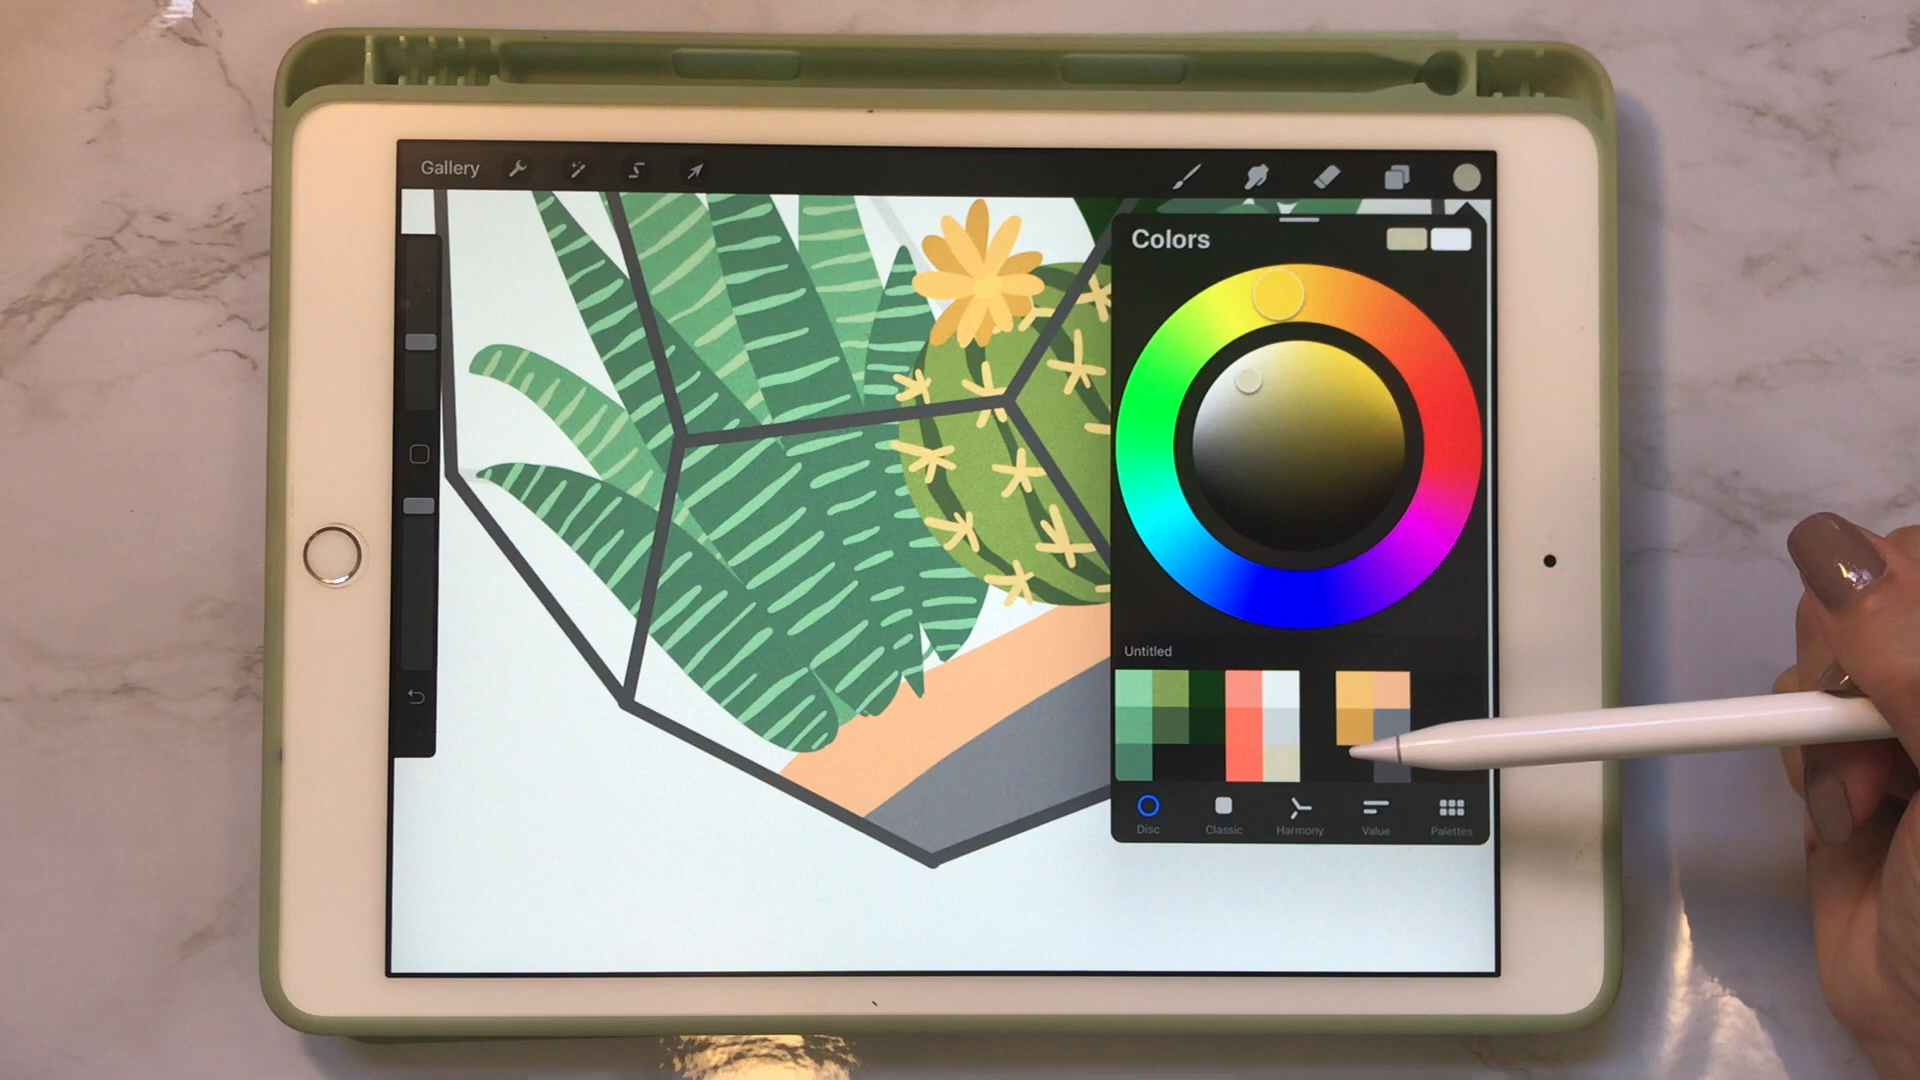 Gallery
Colors
Untitled
Disc
Classic
Harmony
Value
Palettes